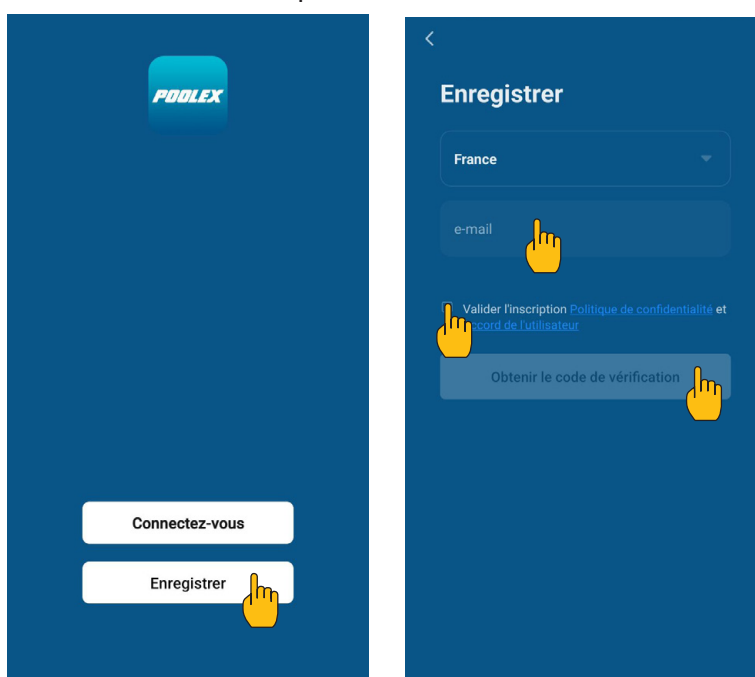 POOLEX
Connectez-vous
Enregistrer
Enregistrer
France
e-mail
Valider l'inscription Politique de confidentialité et
Accord de l'utilisateur
Obtenir le code de vérification